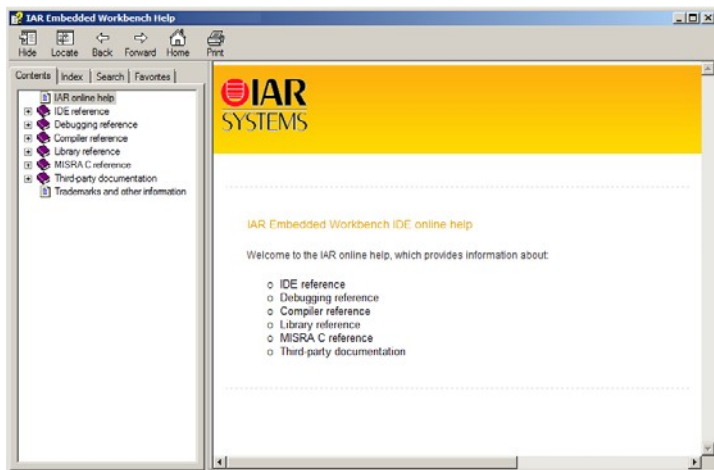 IAR Embedded Workbench Help
Hide Locate Back Forward Home Print
Contents Index Search Favorites
IAR online help
IDE reference
Debugging reference
Compiler reference
Library reference
MISRA C reference
Third-party documentation
Trademarks and other information
IAR
SYSTEMS
IAR Embedded Workbench IDE online help
Welcome to the IAR online help, which provides information about:
IDE reference
Debugging reference
Compiler reference
Library reference
MISRA C reference
Third-party documentation